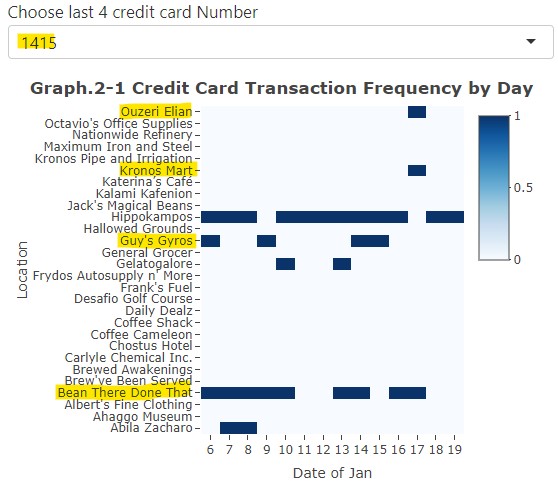 Choose last 4 credit card Number
1415
Graph.2-1 Credit Card Transaction Frequency by Day
Ouzeri Elian
Octavio's Office Supplies
Nationwide Refinery
Maximum Iron and Steel
Kronos Pipe and Irrigation
Kronos Mart
Katerina's Café
Kalami Kafenion
Jack's Magical Beans
Hippokampos
Hallowed Grounds
Guy's Gyros
General Grocer
Gelatogalore
Frydos Autosupply n' More
Frank's Fuel
Desafio Golf Course
Daily Dealz
Coffee Shack
Coffee Cameleon
Chostus Hotel
Carlyle Chemical Inc.
Brewed Awakenings
Brew've Been Served
Bean There Done That
Albert's Fine Clothing
Ahaggo Museum
Abila Zacharo
Location
6 7 8 9 10 11 12 13 14 15 16 17 18 19
Date of Jan
1
0.5
0